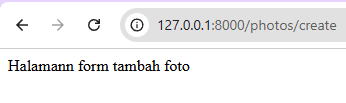 127.0.0.1:8000/photos/create
Halamann form tambah foto